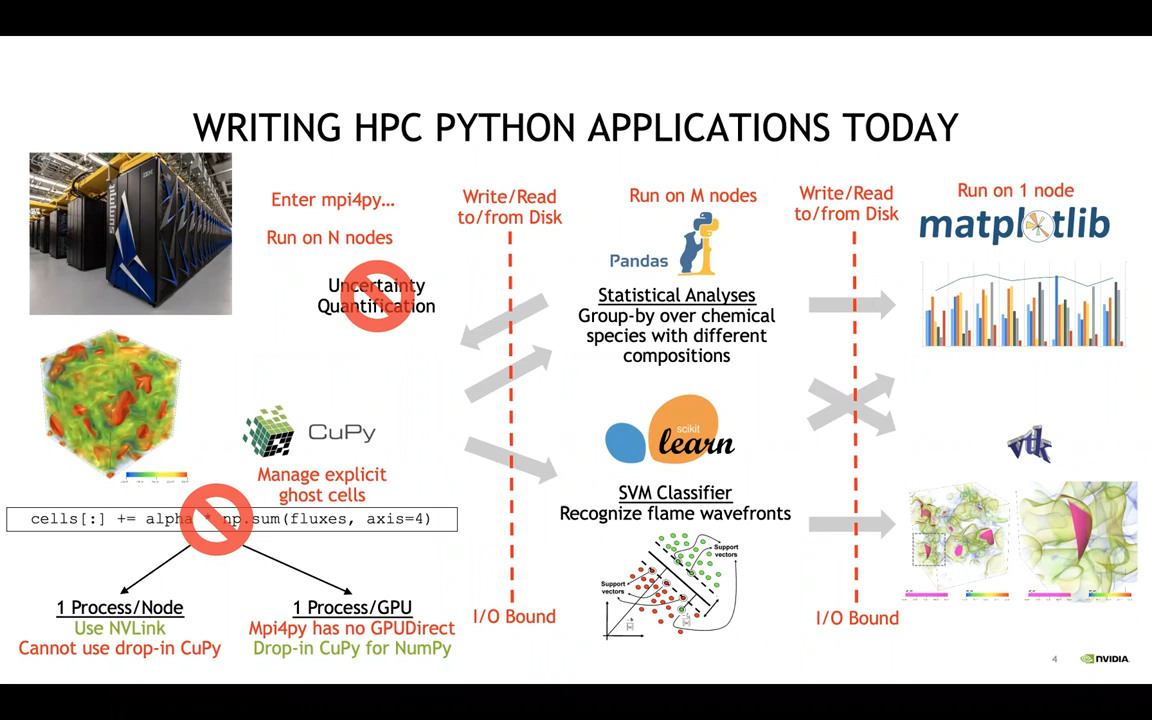 WRITING HPC PYTHON APPLICATIONS TODAY
IBM
Enter mpi4py…
Run on N nodes
Uncertainty
Quantification
CuPy
Manage explicit
ghost cells
cells[:] += alpha * np.sum(fluxes, axis=4)
1 Process/Node
Use NVLink
Cannot use drop-in CuPy
1 Process/GPU
Mpi4py has no GPUDirect
Drop-in CuPy for NumPy
Write/Read
to/from Disk
I/O Bound
Run on M nodes
Pandas
Statistical Analyses
Group-by over chemical
species with different
compositions
scikit
learn
SVM Classifier
Recognize flame wavefronts
Support
vectors
Support
vectors
Write/Read
to/from Disk
I/O Bound
Run on 1 node
matplotlib
vtk
4
NVIDIA